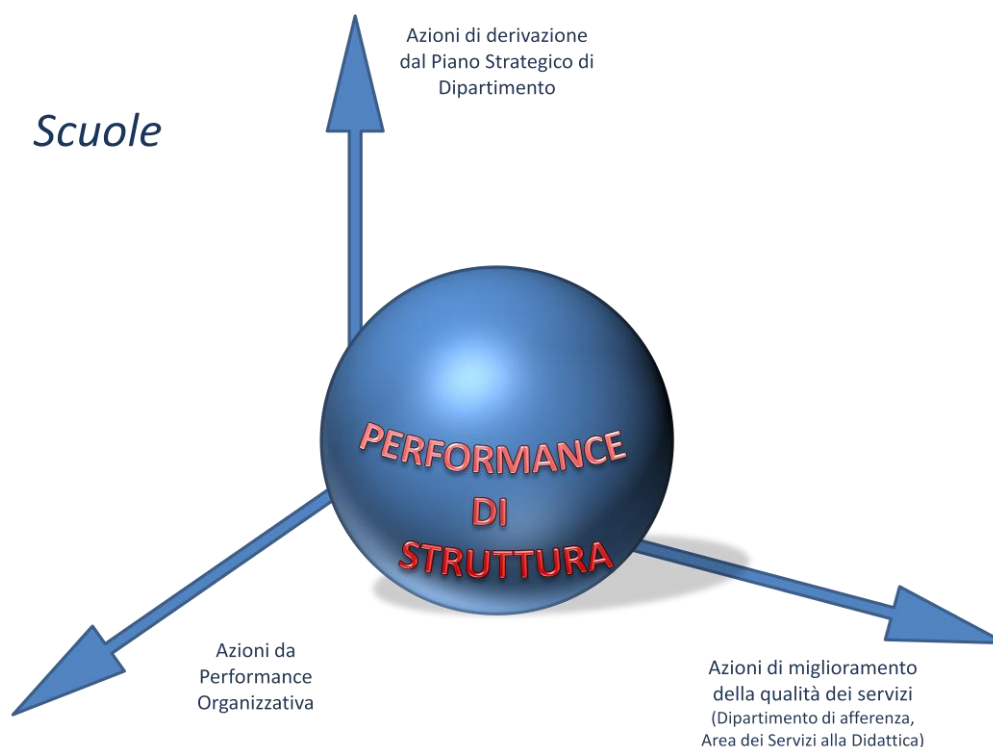 Azioni di derivazione
dal Piano Strategico di
Dipartimento
Scuole
PERFORMANCE
DI
STRUTTURA
Azioni da
Performance
Organizzativa
Azioni di miglioramento
della qualità dei servizi
(Dipartimento di afferenza,
Area dei Servizi alla Didattica)